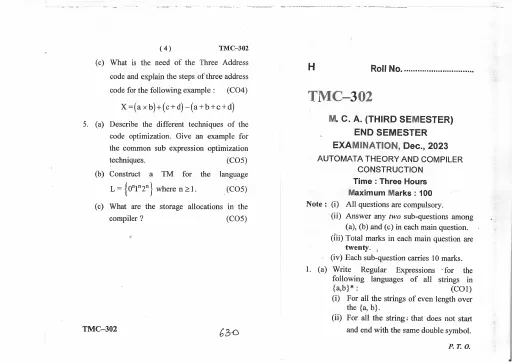 ( 4 ) TMC-302
(c) What is the need of the Three Address
code and explain the steps of three address
code for the following example : (CO4)
X=(a×b)+(c+d)−(a+b+c+d)
5. (a) Describe the different techniques of the
code optimization. Give an example for
the common sub expression optimization
techniques. (CO5)
(b) Construct a TM for the language
L = {0ⁿ1ⁿ2ⁿ} where n ≥ 1. (CO5)
(c) What are the storage allocations in the
compiler ? (CO5)
TMC-302 630
H Roll No. ..............................
TMC-302
M. C. A. (THIRD SEMESTER)
END SEMESTER
EXAMINATION, Dec., 2023
AUTOMATA THEORY AND COMPILER
CONSTRUCTION
Time : Three Hours
Maximum Marks : 100
Note : (i) All questions are compulsory.
(ii) Answer any two sub-questions among
(a), (b) and (c) in each main question.
(iii) Total marks in each main question are
twenty.
(iv) Each sub-question carries 10 marks.
1. (a) Write Regular Expressions for the
following languages of all strings in
{a,b}* : (CO1)
(i) For all the strings of even length over
the {a, b}.
(ii) For all the strings that does not start
and end with the same double symbol.
P. T. O.